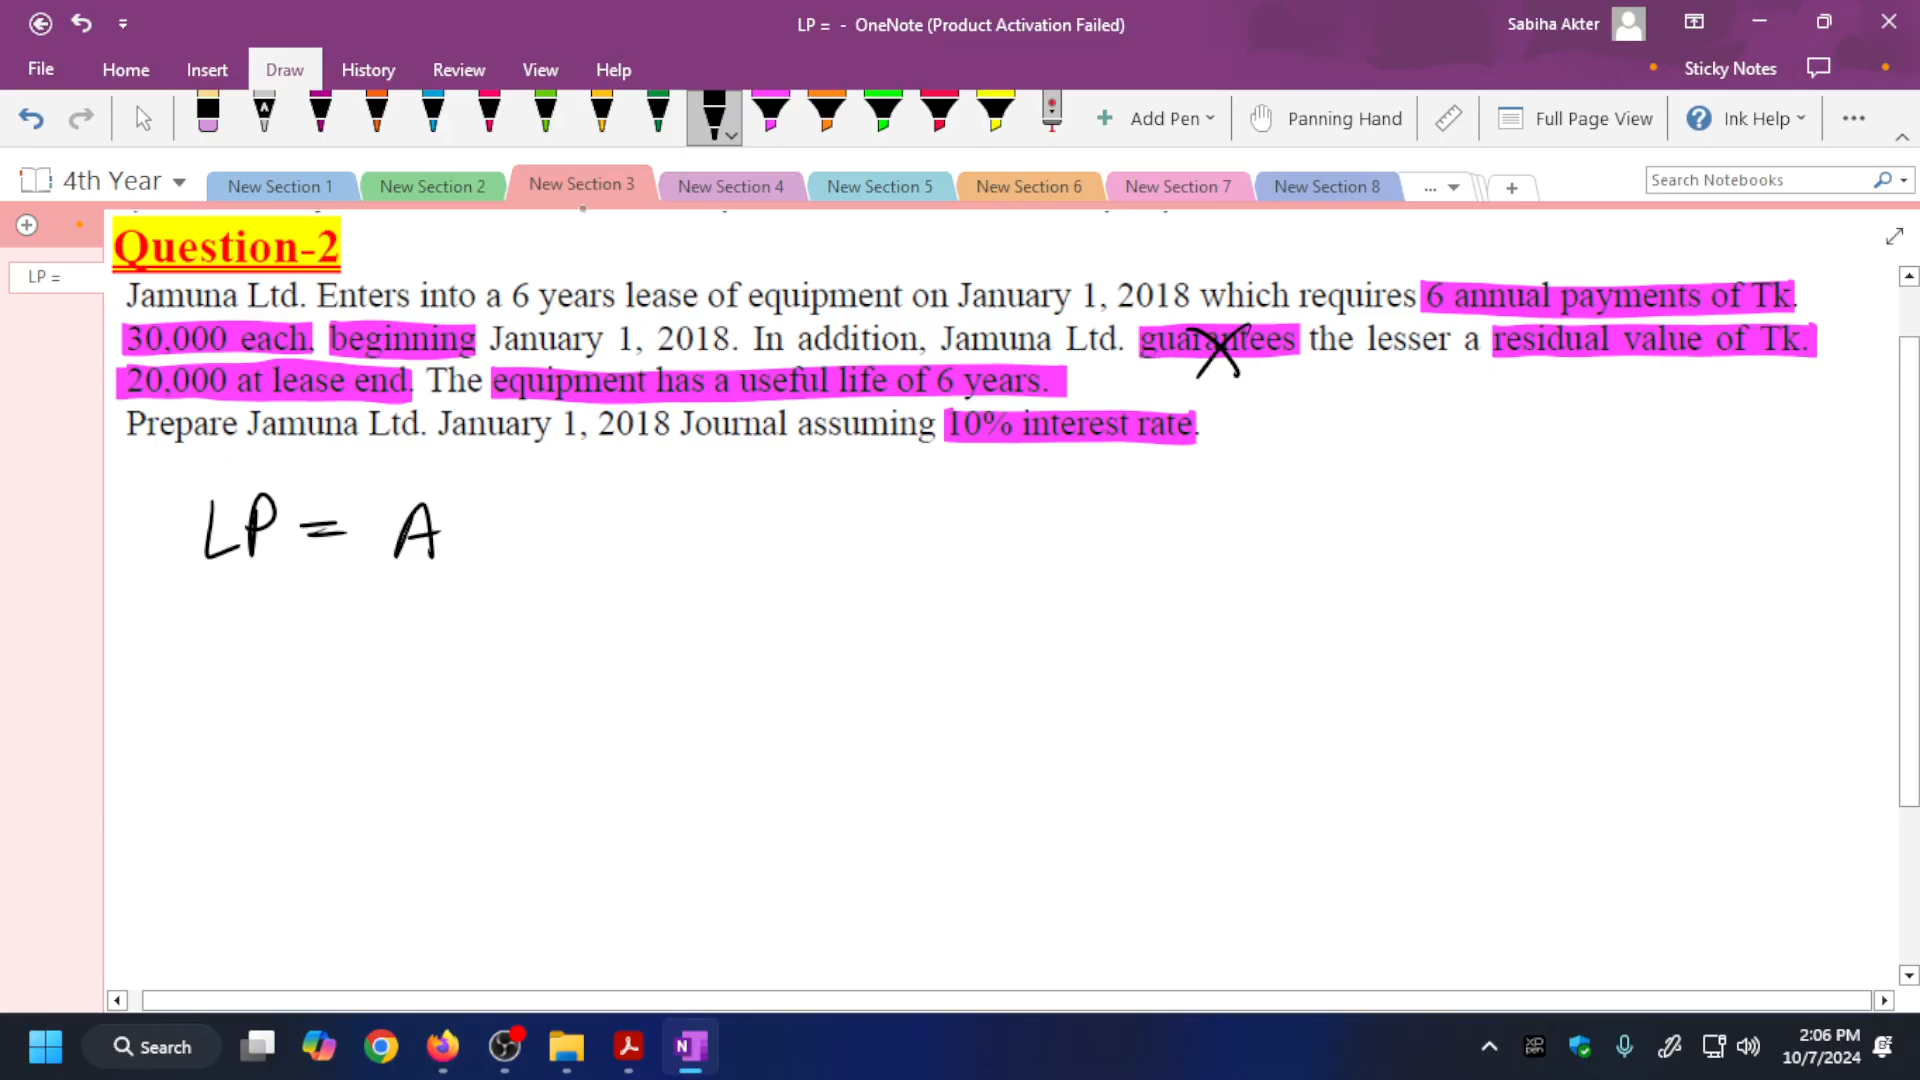 LP = - OneNote (Product Activation Failed)
Sabiha Akter
File Home Insert Draw History Review View Help
Sticky Notes
Add Pen
Panning Hand
Full Page View
Ink Help
4th Year
New Section 1
New Section 2
New Section 3
New Section 4
New Section 5
New Section 6
New Section 7
New Section 8
...
Search Notebooks
LP =
Question-2
Jamuna Ltd. Enters into a 6 years lease of equipment on January 1, 2018 which requires 6 annual payments of Tk.
30,000 each, beginning January 1, 2018. In addition, Jamuna Ltd. guarantees the lesser a residual value of Tk.
20,000 at lease end. The equipment has a useful life of 6 years.
Prepare Jamuna Ltd. January 1, 2018 Journal assuming 10% interest rate.
LP = A
Search
2:06 PM
10/7/2024